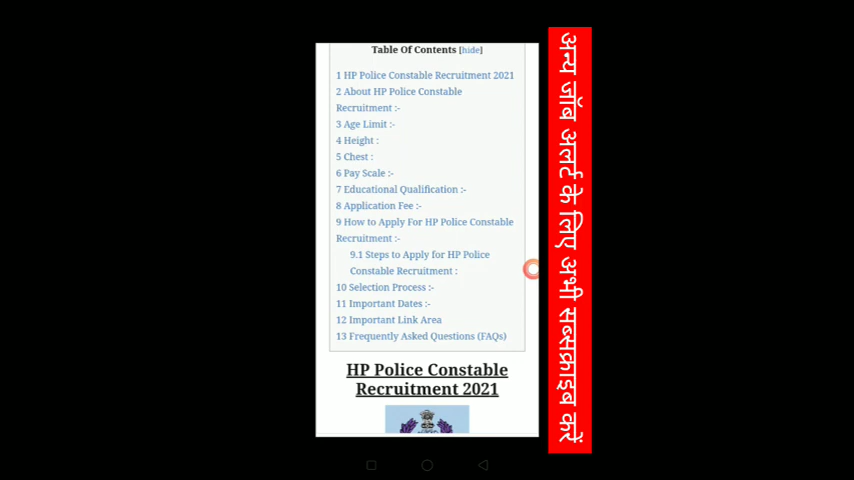 Table Of Contents [hide]
1 HP Police Constable Recruitment 2021
2 About HP Police Constable
Recruitment :-
3 Age Limit :-
4 Height :
5 Chest :
6 Pay Scale :-
7 Educational Qualification :-
8 Application Fee :-
9 How to Apply For HP Police Constable
Recruitment :-
9.1 Steps to Apply for HP Police
Constable Recruitment :
10 Selection Process :-
11 Important Dates :-
12 Important Link Area
13 Frequently Asked Questions (FAQs)
HP Police Constable
Recruitment 2021
अन्य जॉब अलर्ट के लिए अभी सब्सक्राइब करें